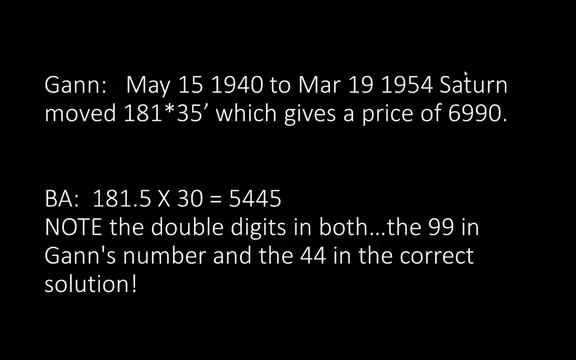 Gann:   May 15 1940 to Mar 19 1954 Saturn
moved 181*35’ which gives a price of 6990.
BA:  181.5 X 30 = 5445
NOTE the double digits in both...the 99 in
Gann's number and the 44 in the correct
solution!